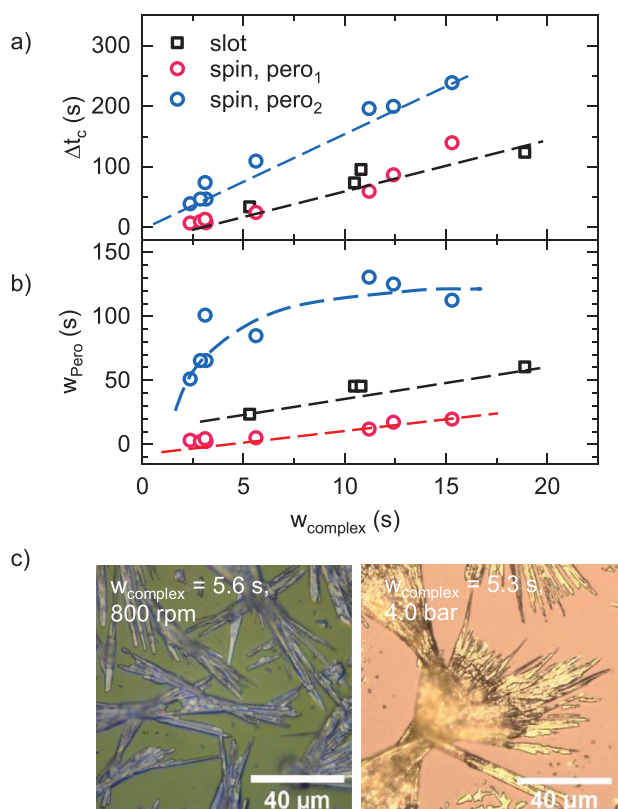 a)
300
200
100
0
Δt_c (s)
slot
spin, pero_1
spin, pero_2
b)
150
100
50
0
w_Pero (s)
0 5 10 15 20
w_complex (s)
c)
w_complex = 5.6 s,
800 rpm
40 µm
w_complex = 5.3 s,
4.0 bar
40 µm